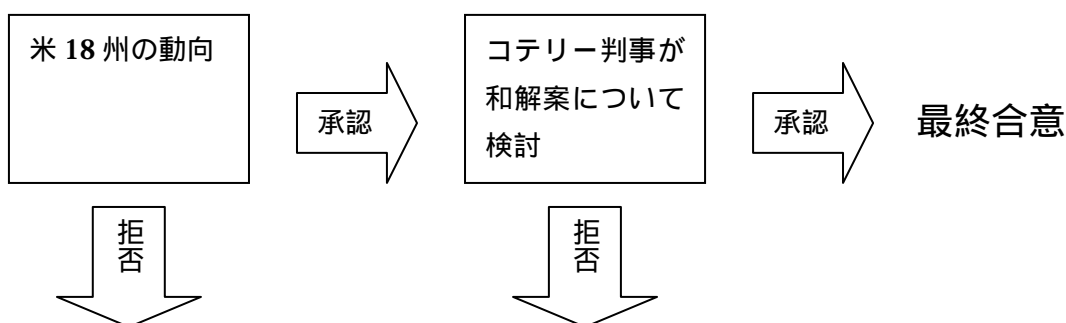 米 18 州の動向
承認
コテリー判事が
和解案について
検討
承認
最終合意
拒否
拒否